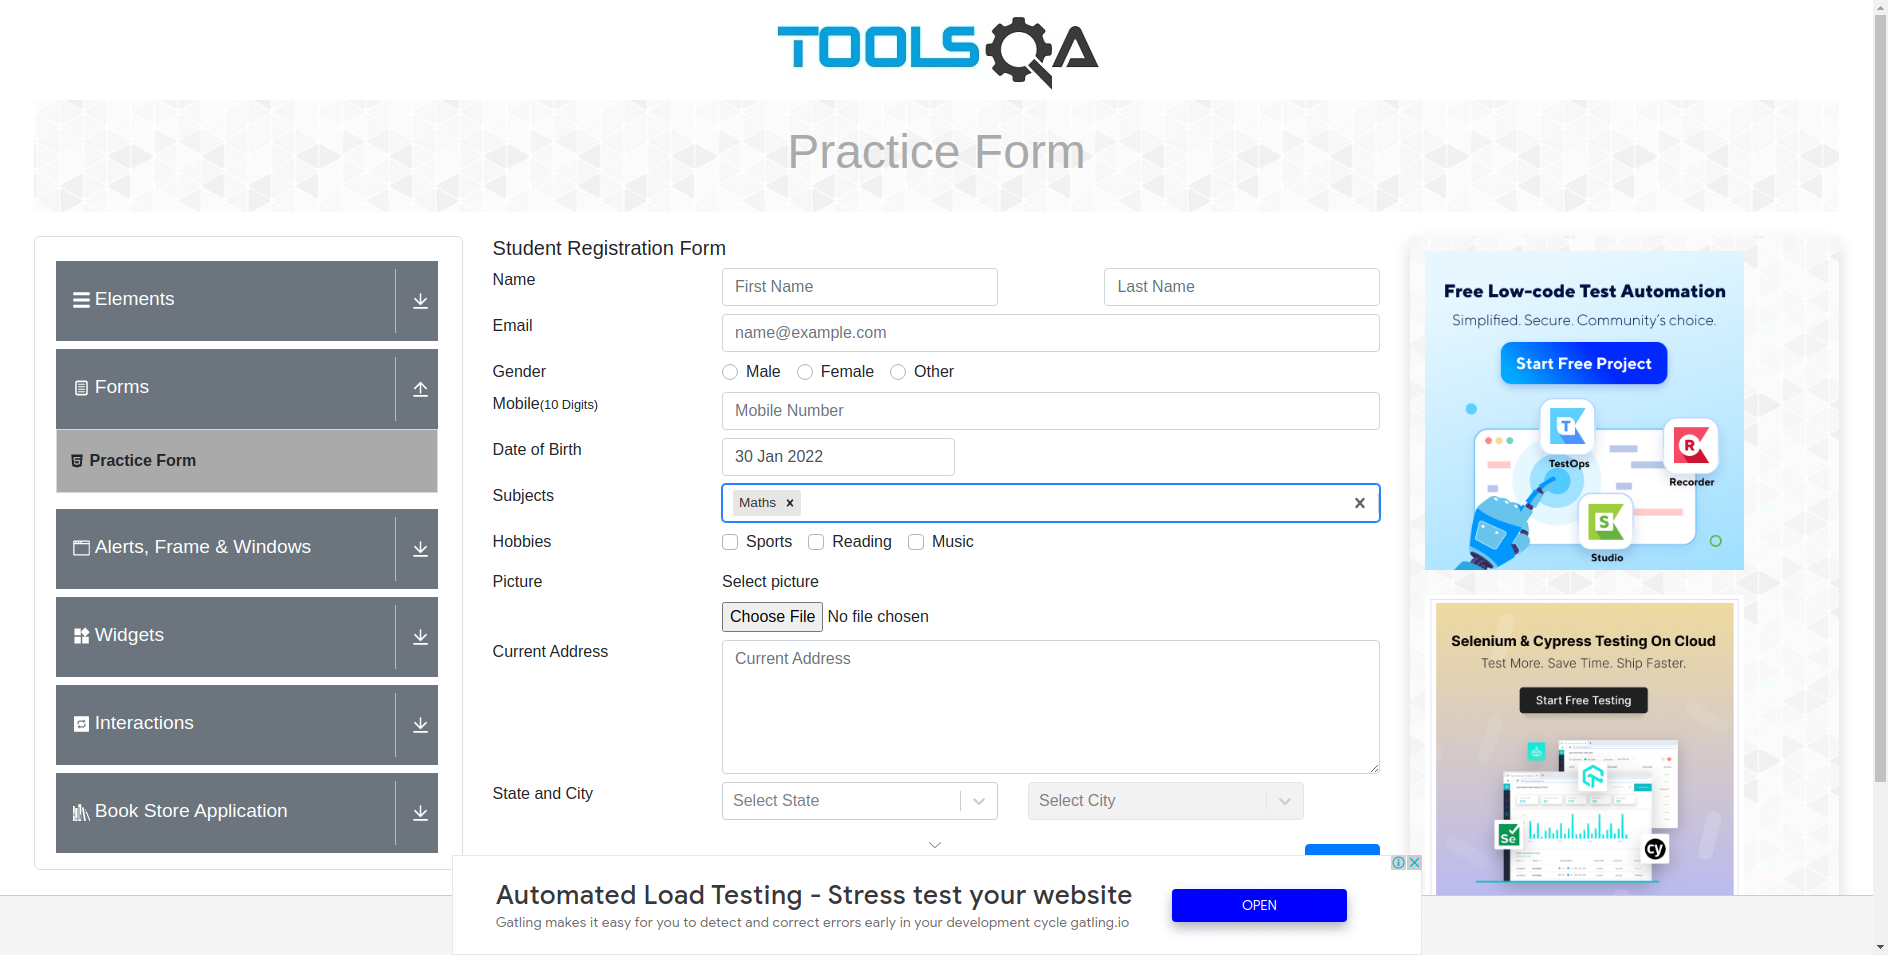 TOOLSQA
Practice Form
Elements
Forms
Practice Form
Alerts, Frame & Windows
Widgets
Interactions
Book Store Application
Student Registration Form
Name
First Name
Last Name
Email
name@example.com
Gender
Male
Female
Other
Mobile(10 Digits)
Mobile Number
Date of Birth
30 Jan 2022
Subjects
Maths
Hobbies
Sports
Reading
Music
Picture
Select picture
Choose File No file chosen
Current Address
Current Address
State and City
Select State
Select City
Free Low-code Test Automation
Simplified. Secure. Community's choice.
Start Free Project
T
TestOps
R
Recorder
S
Studio
Selenium & Cypress Testing On Cloud
Test More. Save Time. Ship Faster.
Start Free Testing
Se
cy
Automated Load Testing - Stress test your website
Gatling makes it easy for you to detect and correct errors early in your development cycle gatling.io
OPEN